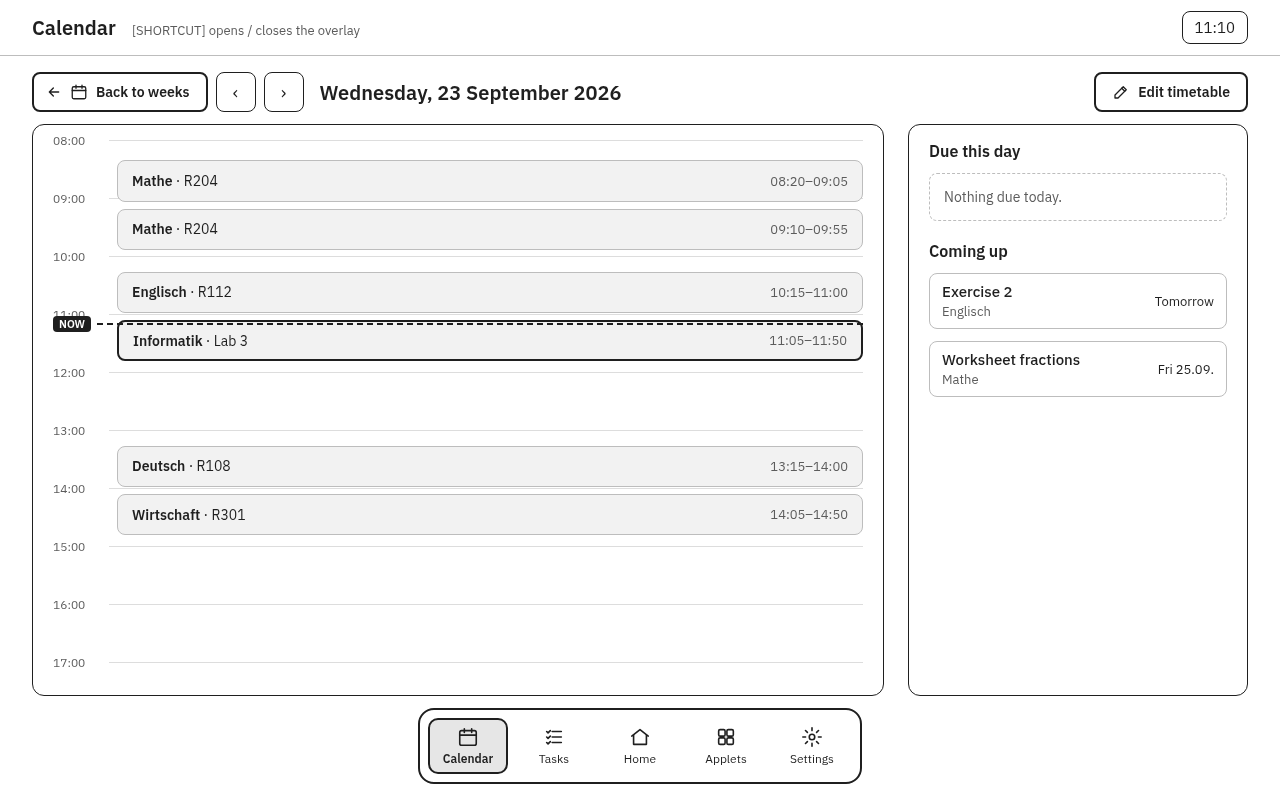 Calendar [SHORTCUT] opens / closes the overlay 11:10
Back to weeks ‹ › Wednesday, 23 September 2026 Edit timetable
08:00
Mathe · R204 08:20–09:05
09:00
Mathe · R204 09:10–09:55
10:00
Englisch · R112 10:15–11:00
11:00
NOW
Informatik · Lab 3 11:05–11:50
12:00
13:00
Deutsch · R108 13:15–14:00
14:00
Wirtschaft · R301 14:05–14:50
15:00
16:00
17:00
Due this day
Nothing due today.
Coming up
Exercise 2
Englisch
Tomorrow
Worksheet fractions
Mathe
Fri 25.09.
Calendar Tasks Home Applets Settings